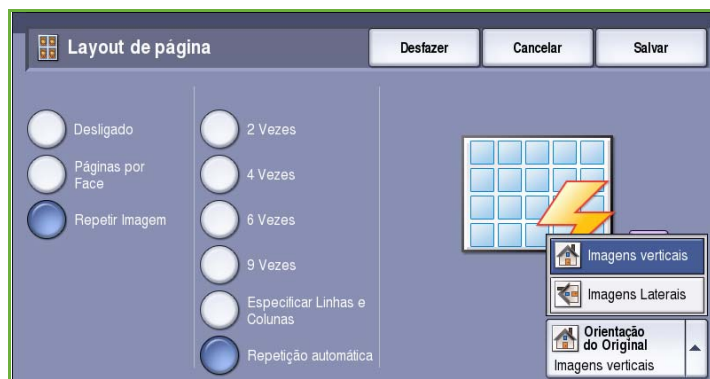 Layout de página
Desfazer
Cancelar
Salvar
Desligado
Páginas por
Face
Repetir Imagem
2 Vezes
4 Vezes
6 Vezes
9 Vezes
Especificar Linhas e
Colunas
Repetição automática
Imagens verticais
Imagens Laterais
Orientação
do Original
Imagens verticais